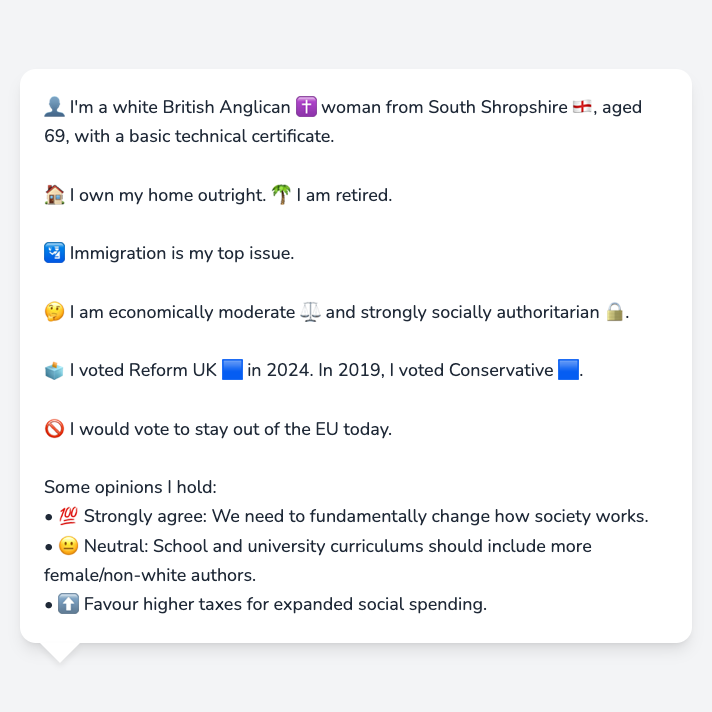 👤 I'm a white British Anglican ✝️ woman from South Shropshire 🏴󠁧󠁢󠁥󠁮󠁧󠁿, aged
69, with a basic technical certificate.
🏠 I own my home outright. 🌴 I am retired.
🛂 Immigration is my top issue.
🤔 I am economically moderate ⚖️ and strongly socially authoritarian 🔒.
🗳️ I voted Reform UK 🟦 in 2024. In 2019, I voted Conservative 🟦.
🚫 I would vote to stay out of the EU today.
Some opinions I hold:
• 💯 Strongly agree: We need to fundamentally change how society works.
• 😐 Neutral: School and university curriculums should include more
female/non-white authors.
• ⬆️ Favour higher taxes for expanded social spending.